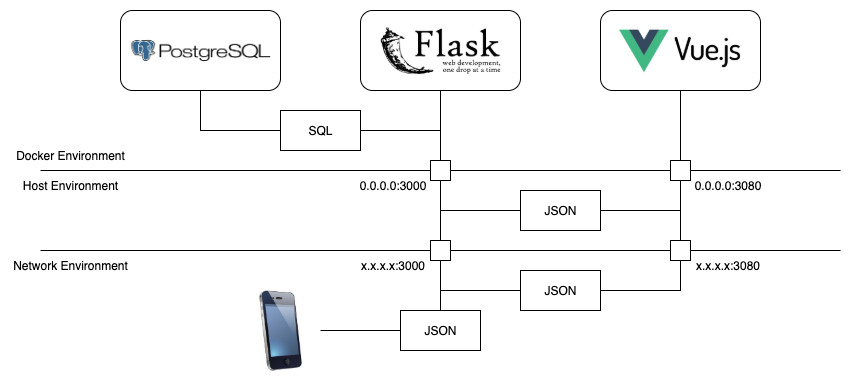 PostgreSQL
Flask
web development,
one drop at a time
Vue.js
SQL
Docker Environment
Host Environment
0.0.0.0:3000
0.0.0.0:3080
JSON
Network Environment
x.x.x.x:3000
x.x.x.x:3080
JSON
JSON